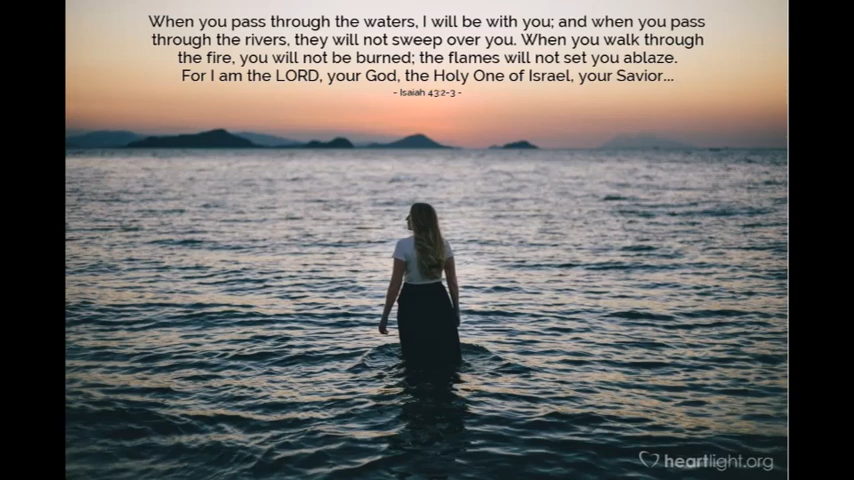 When you pass through the waters, I will be with you; and when you pass
through the rivers, they will not sweep over you. When you walk through
the fire, you will not be burned; the flames will not set you ablaze.
For I am the LORD, your God, the Holy One of Israel, your Savior...
- Isaiah 43:2-3 -
heartlight.org